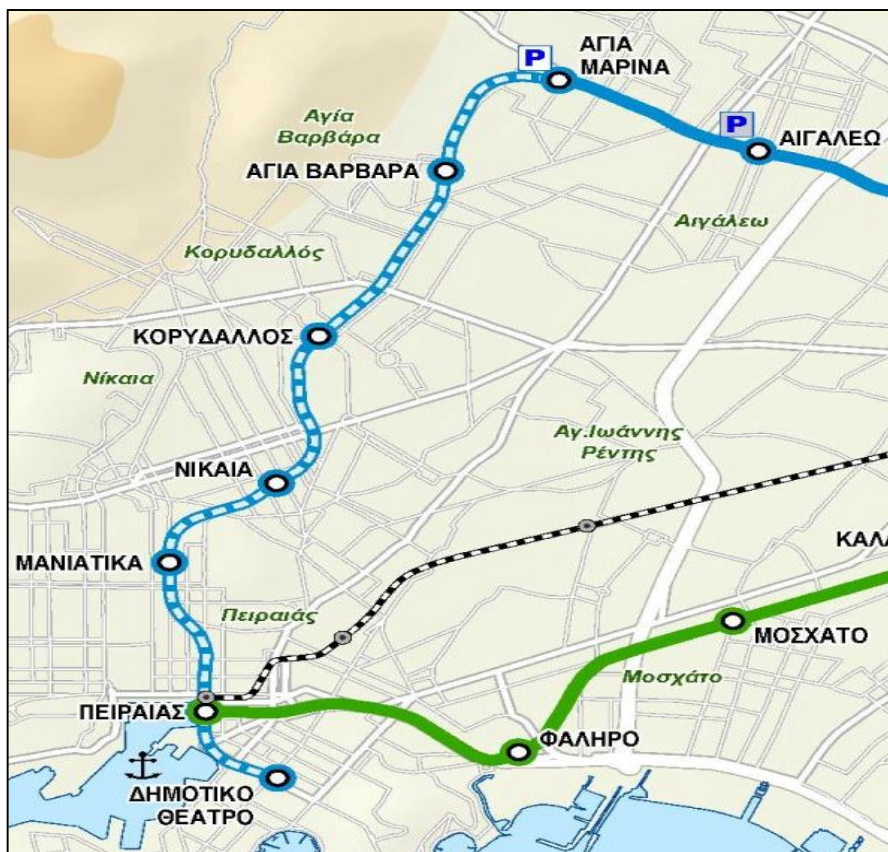 P
ΑΓΙΑ
ΜΑΡΙΝΑ
Αγία
Βαρβάρα
P
ΑΙΓΑΛΕΩ
ΑΓΙΑ ΒΑΡΒΑΡΑ
Αιγάλεω
Κορυδαλλός
ΚΟΡΥΔΑΛΛΟΣ
Νίκαια
Αγ.Ιωάννης
Ρέντης
ΝΙΚΑΙΑ
ΚΑΛΛ
ΜΑΝΙΑΤΙΚΑ
Πειραιάς
ΜΟΣΧΑΤΟ
Μοσχάτο
ΠΕΙΡΑΙΑΣ
ΦΑΛΗΡΟ
ΔΗΜΟΤΙΚΟ
ΘΕΑΤΡΟ